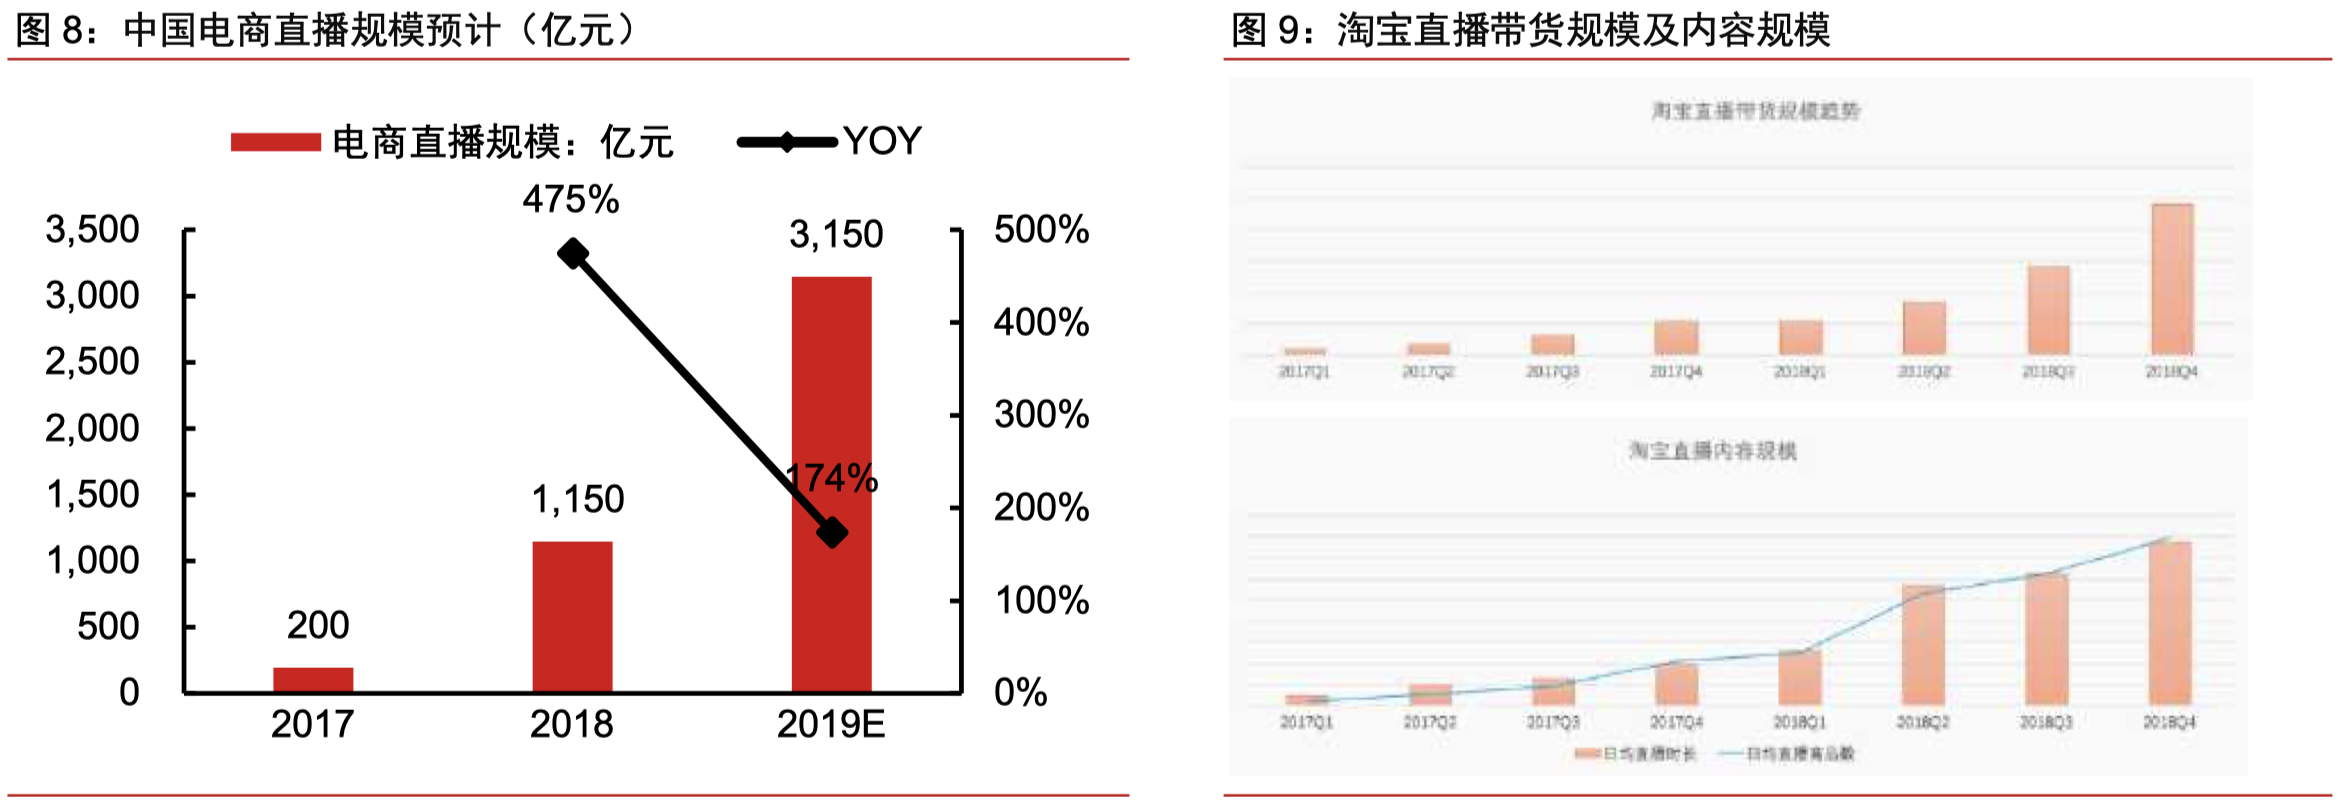 图 8：中国电商直播规模预计（亿元）
电商直播规模：亿元 YOY
475%
3,500 3,150 500%
3,000 400%
2,500 300%
2,000 174%
1,500 1,150 200%
1,000 100%
500 200
0 0%
2017 2018 2019E
图 9：淘宝直播带货规模及内容规模
淘宝直播带货规模趋势
2017Q1 2017Q2 2017Q3 2017Q4 2018Q1 2018Q2 2018Q3 2018Q4
淘宝直播内容规模
2017Q1 2017Q2 2017Q3 2017Q4 2018Q1 2018Q2 2018Q3 2018Q4
日均直播时长 日均直播商品数